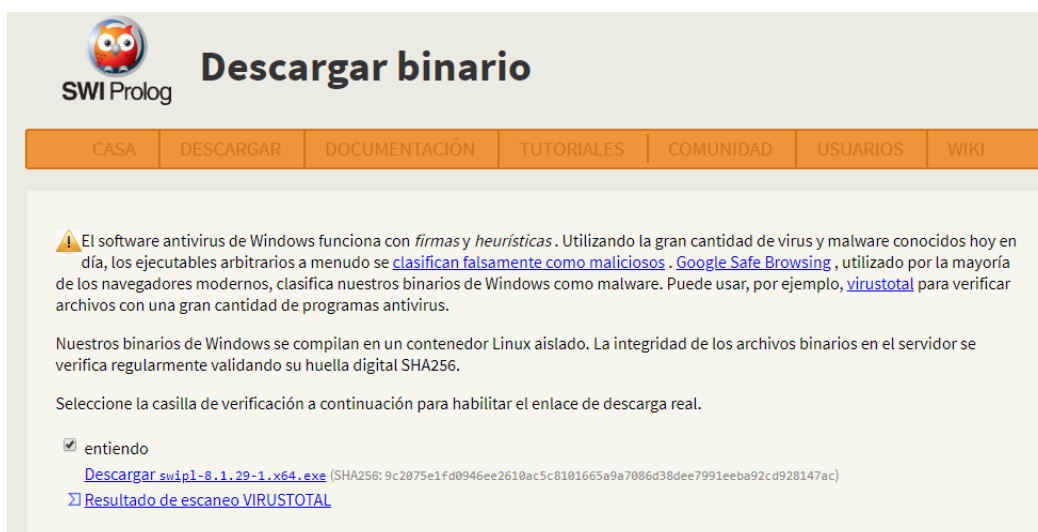 SWI Prolog
Descargar binario
CASA DESCARGAR DOCUMENTACIÓN TUTORIALES COMUNIDAD USUARIOS WIKI
El software antivirus de Windows funciona con firmas y heurísticas . Utilizando la gran cantidad de virus y malware conocidos hoy en
día, los ejecutables arbitrarios a menudo se clasifican falsamente como maliciosos . Google Safe Browsing , utilizado por la mayoría
de los navegadores modernos, clasifica nuestros binarios de Windows como malware. Puede usar, por ejemplo, virustotal para verificar
archivos con una gran cantidad de programas antivirus.
Nuestros binarios de Windows se compilan en un contenedor Linux aislado. La integridad de los archivos binarios en el servidor se
verifica regularmente validando su huella digital SHA256.
Seleccione la casilla de verificación a continuación para habilitar el enlace de descarga real.
entiendo
Descargar swipl-8.1.29-1.x64.exe (SHA256: 9c2075e1fd0946ee2610ac5c8101665a9a7086d38dee7991eeba92cd928147ac)
Σ Resultado de escaneo VIRUSTOTAL